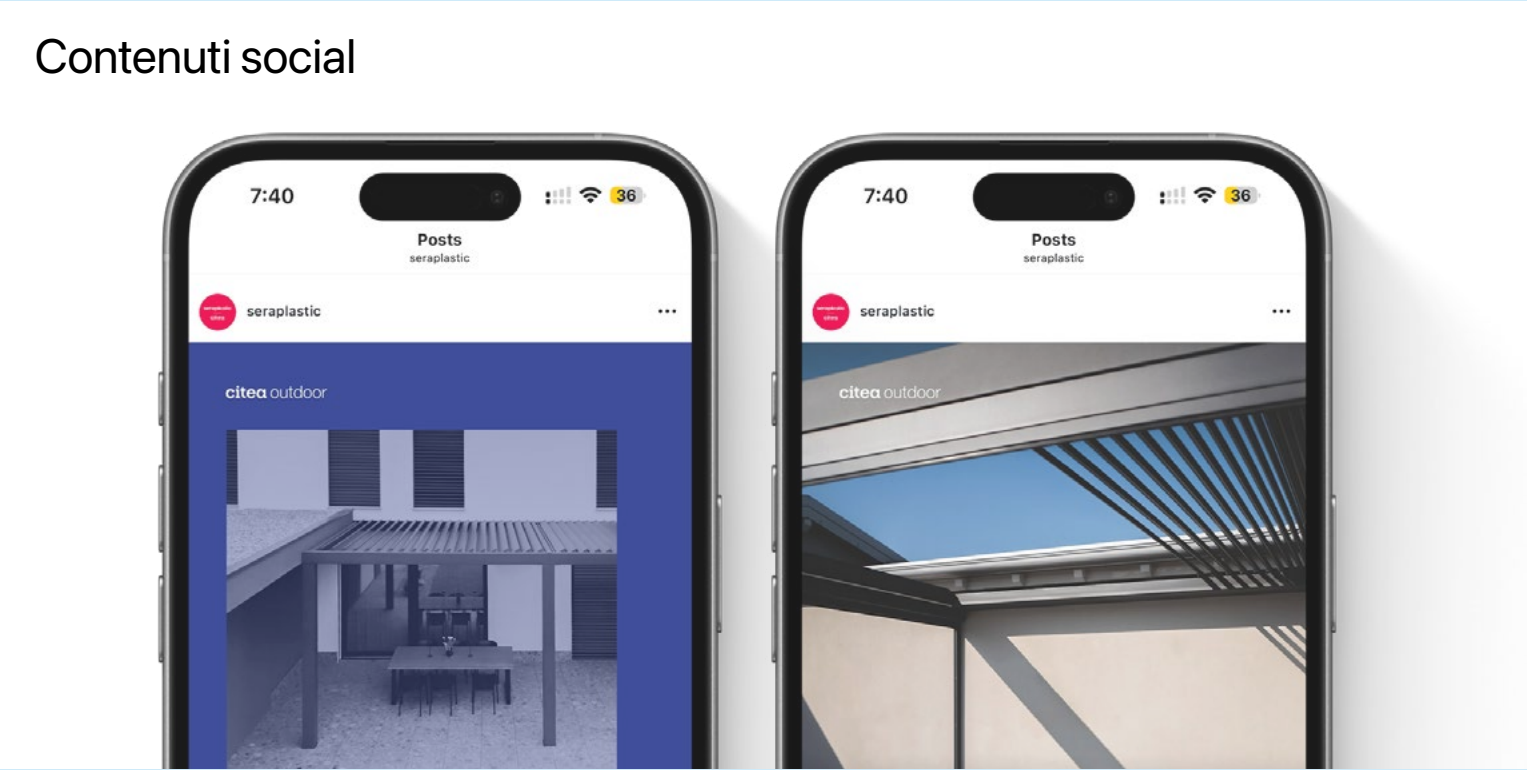 Contenuti social
7:40
36
Posts
seraplastic
seraplastic
citea outdoor
7:40
36
Posts
seraplastic
seraplastic
citea outdoor